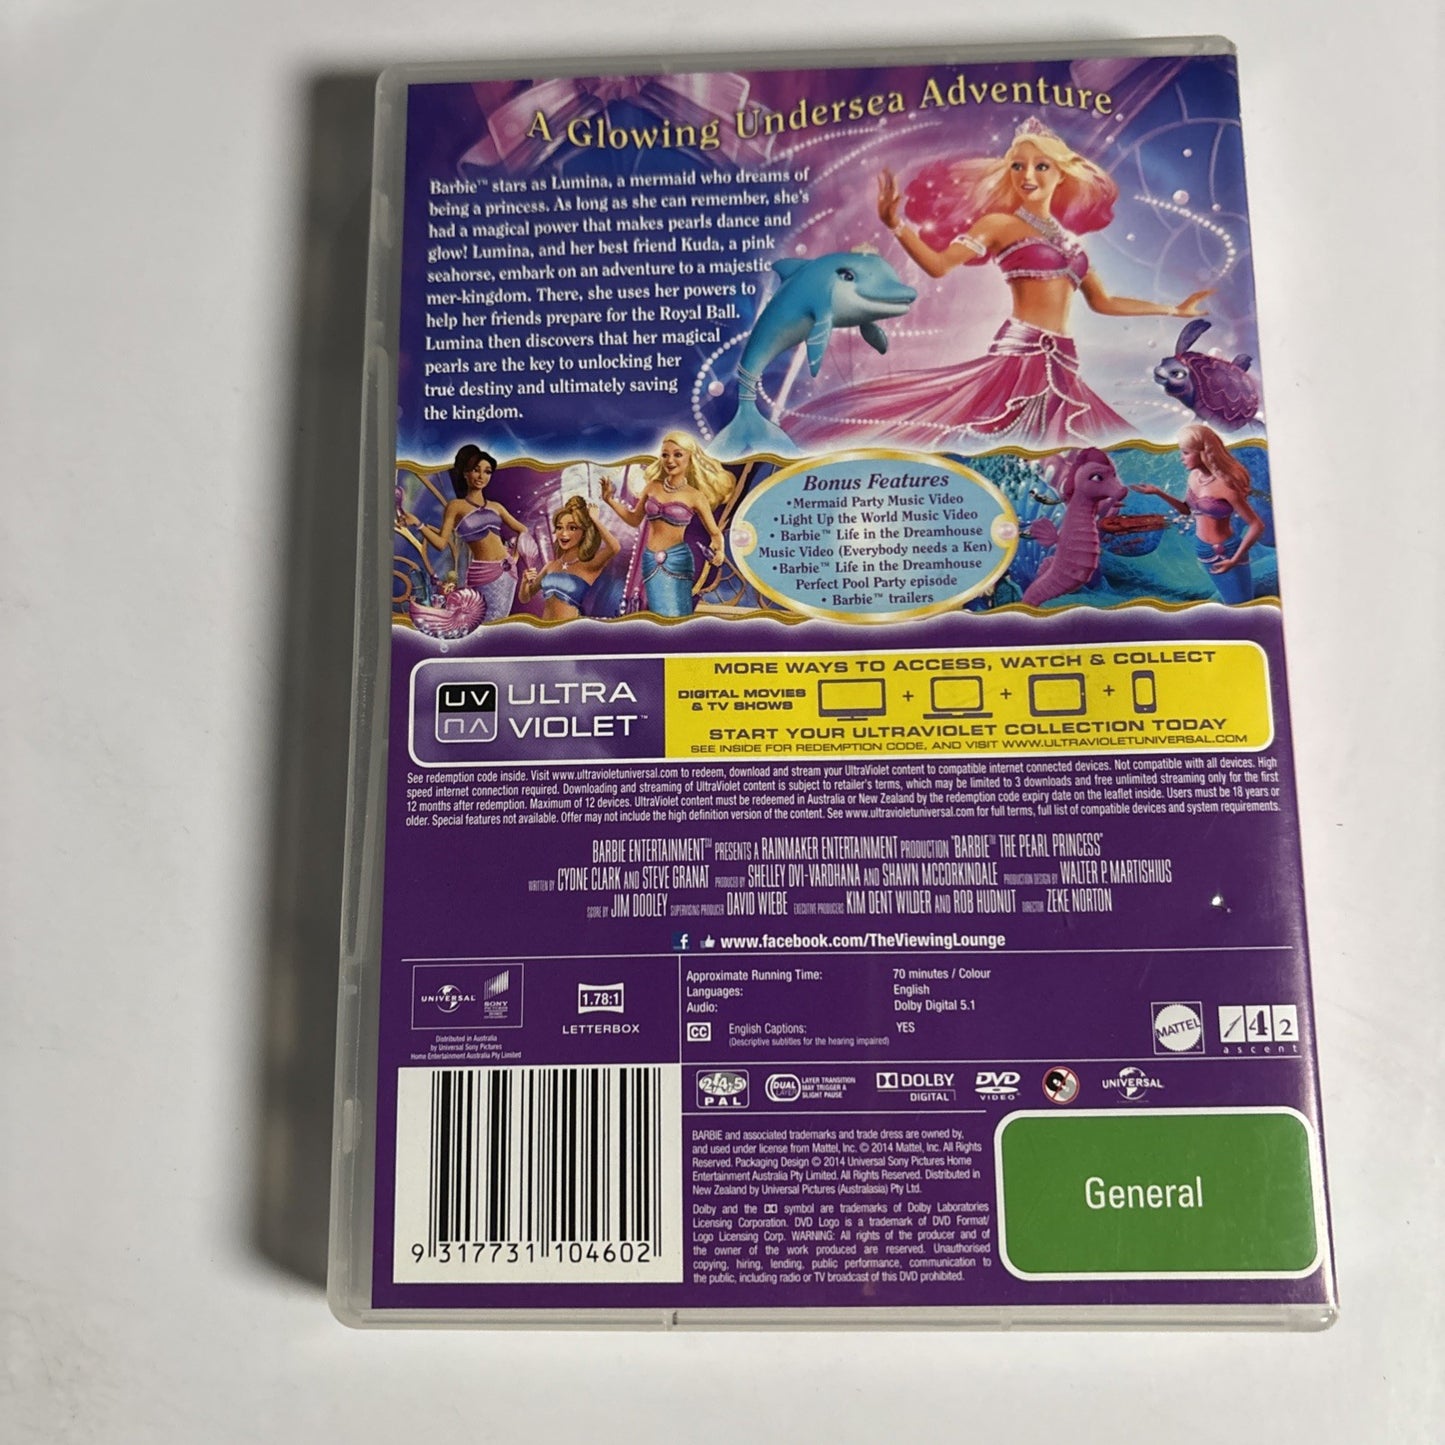 A Glowing Undersea Adventure
Barbie™ stars as Lumina, a mermaid who dreams of
being a princess. As long as she can remember, she's
had a magical power that makes pearls dance and
glow! Lumina, and her best friend Kuda, a pink
seahorse, embark on an adventure to a majestic
mer-kingdom. There, she uses her powers to
help her friends prepare for the Royal Ball.
Lumina then discovers that her magical
pearls are the key to unlocking her
true destiny and ultimately saving
the kingdom.
Bonus Features
•Mermaid Party Music Video
•Light Up the World Music Video
• Barbie™ Life in the Dreamhouse
Music Video (Everybody needs a Ken)
•Barbie™ Life in the Dreamhouse
Perfect Pool Party episode
• Barbie™ trailers
UV
ULTRA
VIOLET™
MORE WAYS TO ACCESS, WATCH & COLLECT
DIGITAL MOVIES
& TV SHOWS
+ + +
START YOUR ULTRAVIOLET COLLECTION TODAY
SEE INSIDE FOR REDEMPTION CODE, AND VISIT WWW.ULTRAVIOLETUNIVERSAL.COM
See redemption code inside. Visit www.ultravioletuniversal.com to redeem, download and stream your UltraViolet content to compatible internet connected devices. Not compatible with all devices. High
speed internet connection required. Downloading and streaming of UltraViolet content is subject to retailer's terms, which may be limited to 3 downloads and free unlimited streaming only for the first
12 months after redemption. Maximum of 12 devices. UltraViolet content must be redeemed in Australia or New Zealand by the redemption code expiry date on the leaflet inside. Users must be 18 years or
older. Special features not available. Offer may not include the high definition version of the content. See www.ultravioletuniversal.com for full terms, full list of compatible devices and system requirements.
BARBIE ENTERTAINMENT™ PRESENTS A RAINMAKER ENTERTAINMENT PRODUCTION "BARBIE™ THE PEARL PRINCESS"
WRITTEN BY CYDNE CLARK AND STEVE GRANAT PRODUCED BY SHELLEY DVI-VARDHANA AND SHAWN MCCORKINDALE PRODUCTION DESIGN BY WALTER P. MARTISHIUS
SCORE BY JIM DOOLEY SUPERVISING PRODUCER DAVID WIEBE EXECUTIVE PRODUCERS KIM DENT WILDER AND ROB HUDNUT DIRECTOR ZEKE NORTON
f www.facebook.com/TheViewingLounge
UNIVERSAL
SONY
PICTURES
Distributed in Australia
by Universal Sony Pictures
Home Entertainment Australia Pty Limited
1.78:1
LETTERBOX
Approximate Running Time: 70 minutes / Colour
Languages: English
Audio: Dolby Digital 5.1
CC English Captions: YES
(Descriptive subtitles for the hearing impaired)
MATTEL
142
ascent
2,4,5
PAL
DUAL
LAYER
LAYER TRANSITION
MAY TRIGGER A
SLIGHT PAUSE
DOLBY
DIGITAL
DVD
VIDEO
UNIVERSAL
BARBIE and associated trademarks and trade dress are owned by,
and used under license from Mattel, Inc. © 2014 Mattel, Inc. All Rights
Reserved. Packaging Design © 2014 Universal Sony Pictures Home
Entertainment Australia Pty Limited. All Rights Reserved. Distributed in
New Zealand by Universal Pictures (Australasia) Pty Ltd.
Dolby and the DD symbol are trademarks of Dolby Laboratories
Licensing Corporation. DVD Logo is a trademark of DVD Format/
Logo Licensing Corp. WARNING: All rights of the producer and of
the owner of the work produced are reserved. Unauthorised
copying, hiring, lending, public performance, communication to
the public, including radio or TV broadcast of this DVD prohibited.
General
9 317731 104602